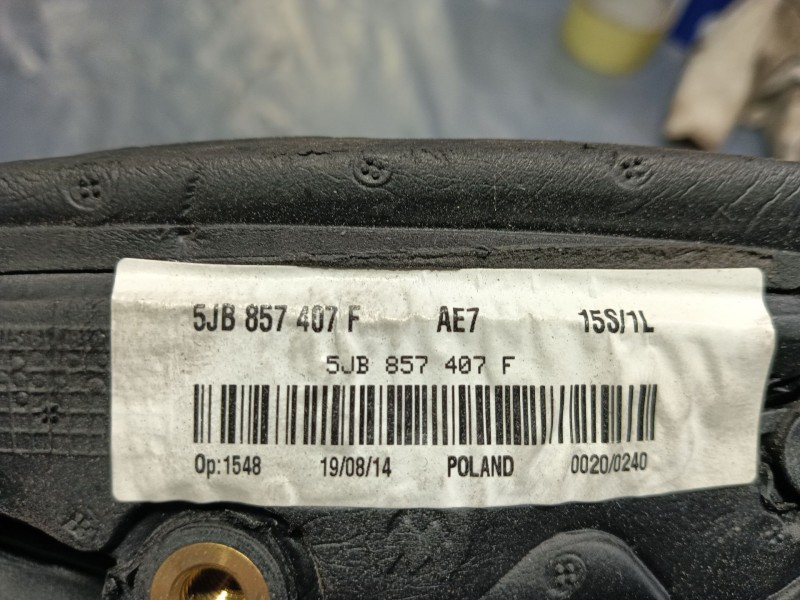 5JB 857 407 F AE7 15S/1L
5JB 857 407 F
Op:1548 19/08/14 POLAND 0020/0240